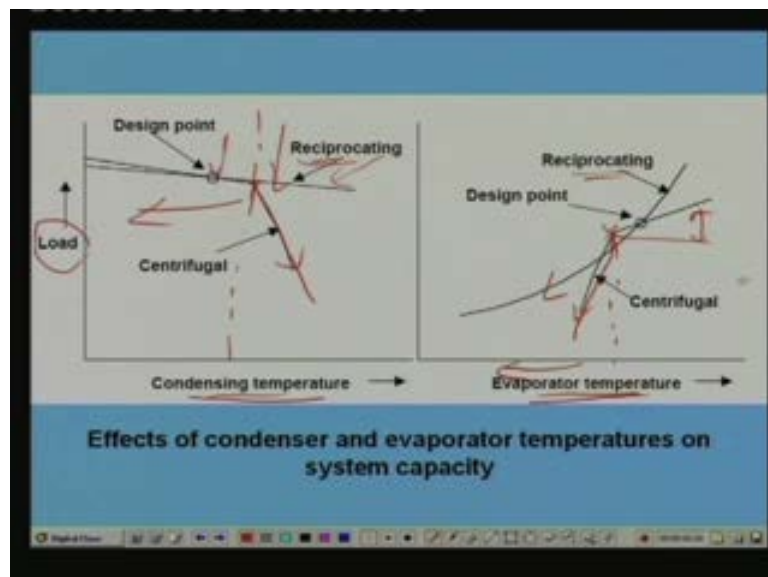 Design point
Reciprocating
Load
Centrifugal
Condensing temperature
Reciprocating
Design point
Centrifugal
Evaporator temperature
Effects of condenser and evaporator temperatures on
system capacity